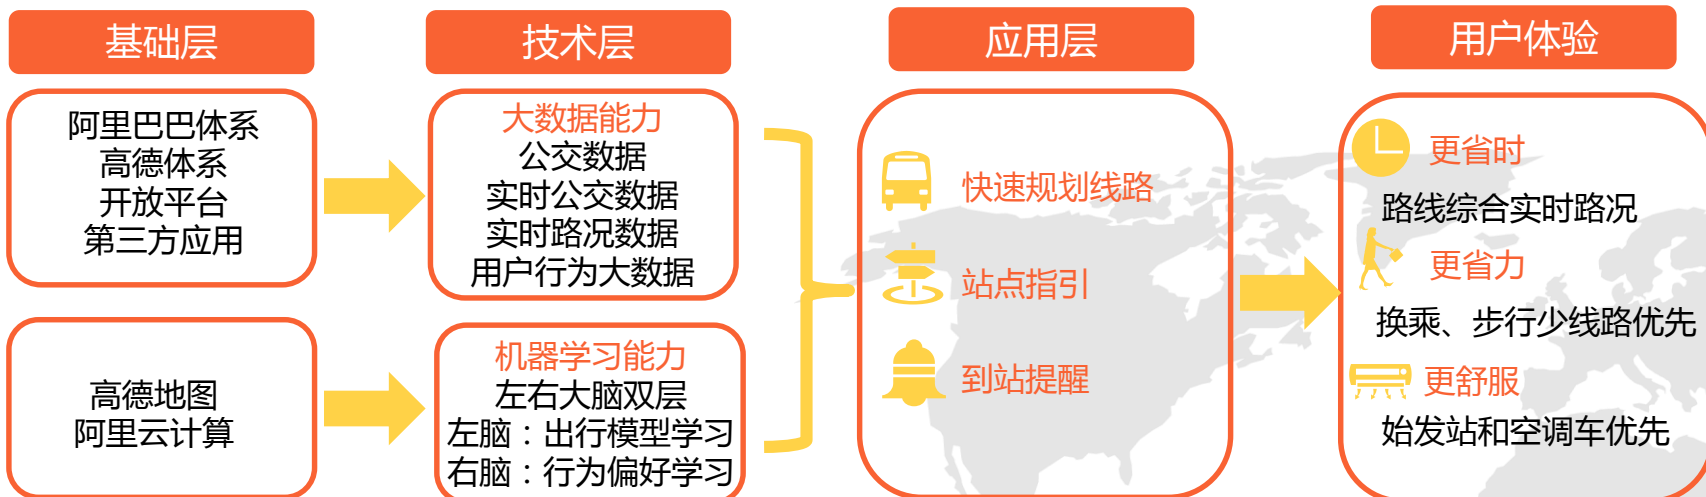 基础层
阿里巴巴体系
高德体系
开放平台
第三方应用
高德地图
阿里云计算
技术层
大数据能力
公交数据
实时公交数据
实时路况数据
用户行为大数据
机器学习能力
左右大脑双层
左脑：出行模型学习
右脑：行为偏好学习
应用层
快速规划线路
站点指引
到站提醒
用户体验
更省时
路线综合实时路况
更省力
换乘、步行少线路优先
更舒服
始发站和空调车优先